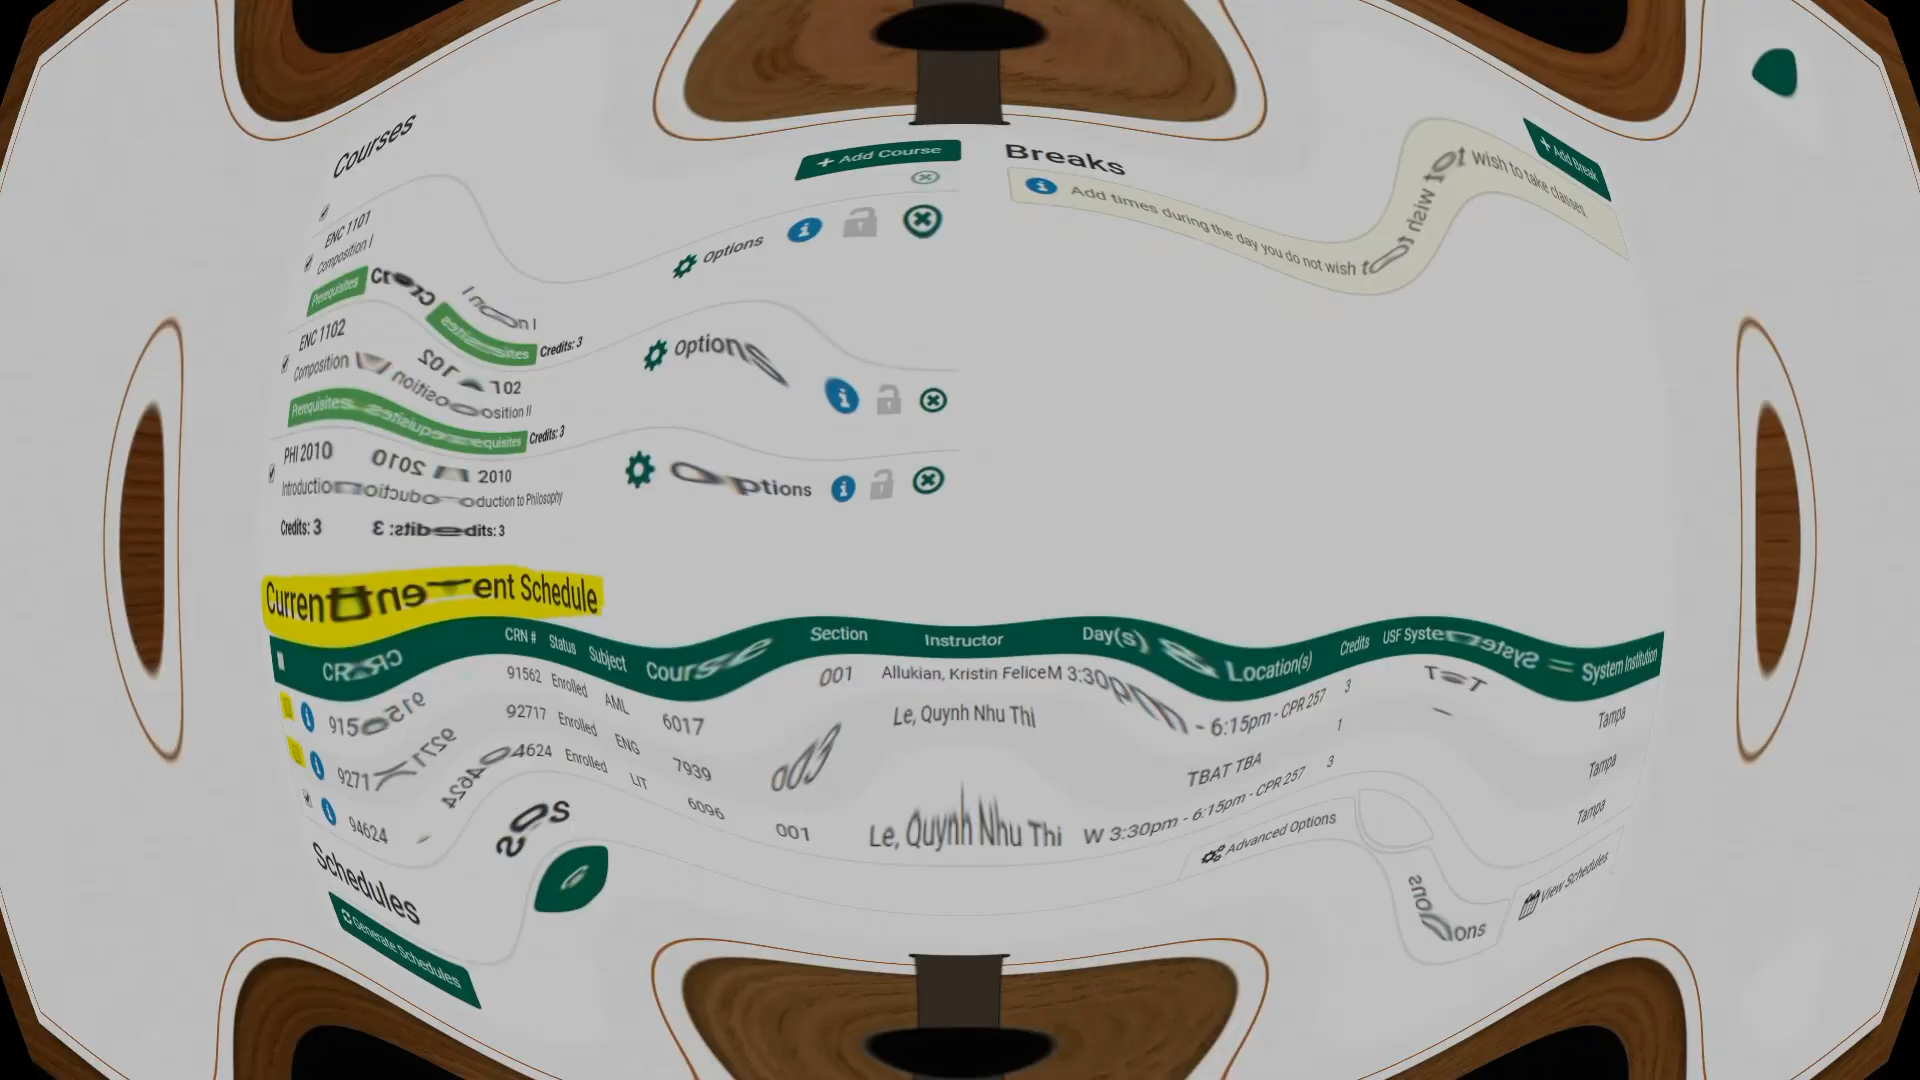 Courses
+ Add Course
ENC 1101
Composition I
Prerequisites
Credits: 3
Options
ENC 1102
Composition II
Prerequisites
Credits: 3
Options
PHI 2010
Introduction to Philosophy
Credits: 3
Options
Breaks
+ Add Break
Add times during the day you do not wish to take classes.
Current Schedule
CRN # Status Subject Course Section Instructor Day(s) Location(s) Credits USF System Institution
91562 Enrolled AML 6017 001 Allukian, Kristin Felice M 3:30pm - 6:15pm - CPR 257 3 Tampa
92717 Enrolled ENG 7939 003 Le, Quynh Nhu Thi TBAT TBA 1 Tampa
94624 Enrolled LIT 6096 001 Le, Quynh Nhu Thi W 3:30pm - 6:15pm - CPR 257 3 Tampa
Schedules
Advanced Options
View Schedules
Generate Schedules